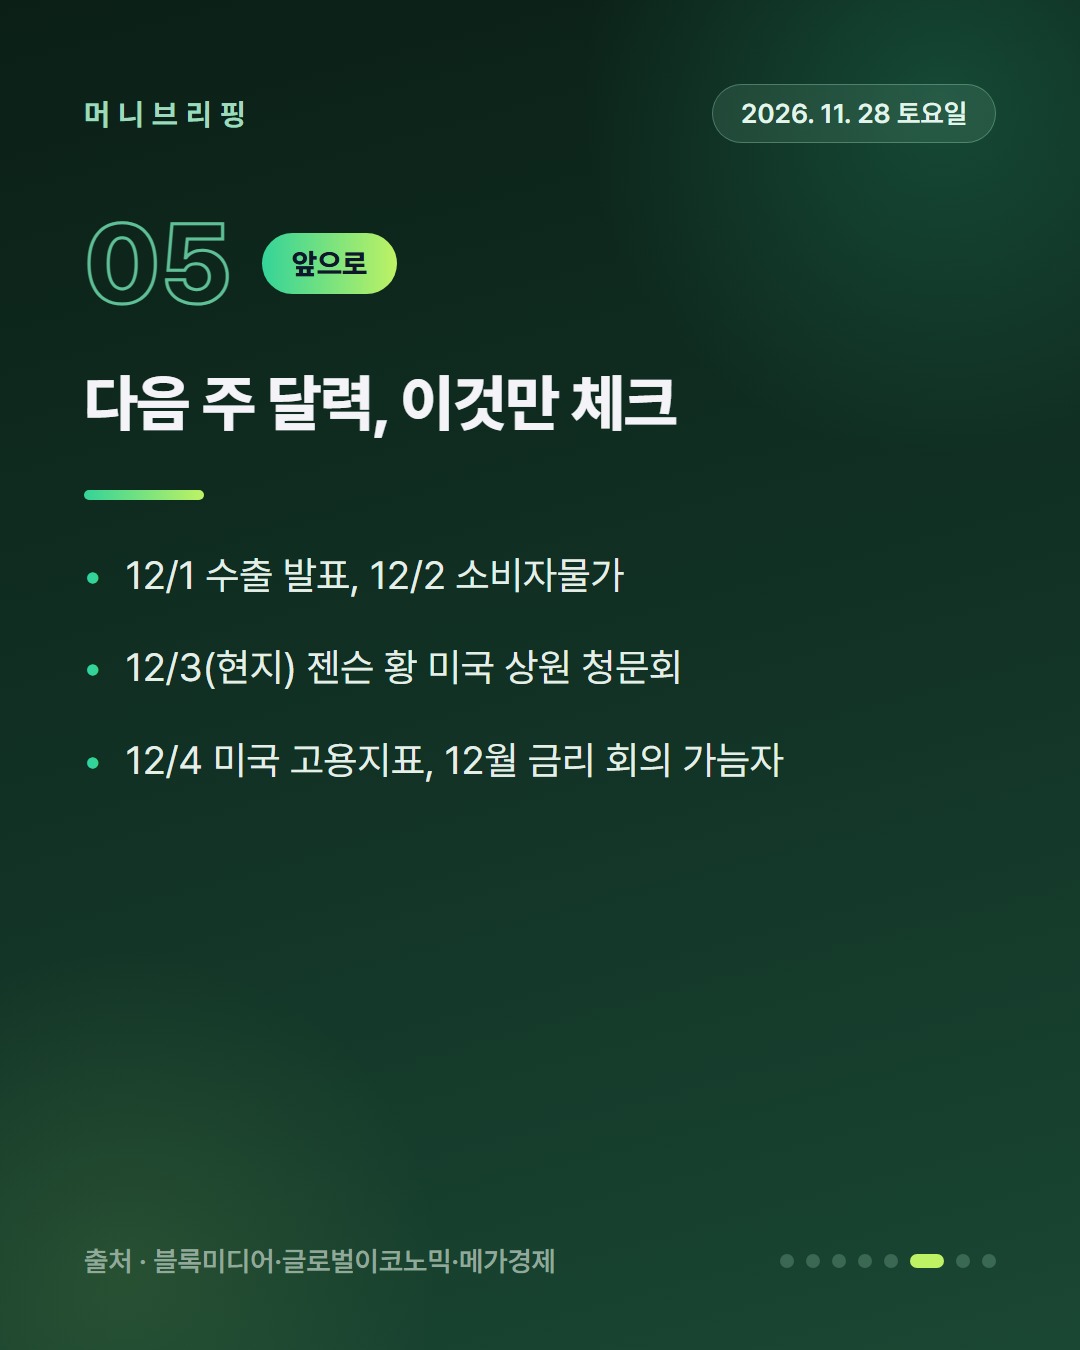 머니브리핑
2026. 11. 28 토요일
05
앞으로
다음 주 달력, 이것만 체크
• 12/1 수출 발표, 12/2 소비자물가
• 12/3(현지) 젠슨 황 미국 상원 청문회
• 12/4 미국 고용지표, 12월 금리 회의 가늠자
출처 · 블록미디어·글로벌이코노믹·메가경제